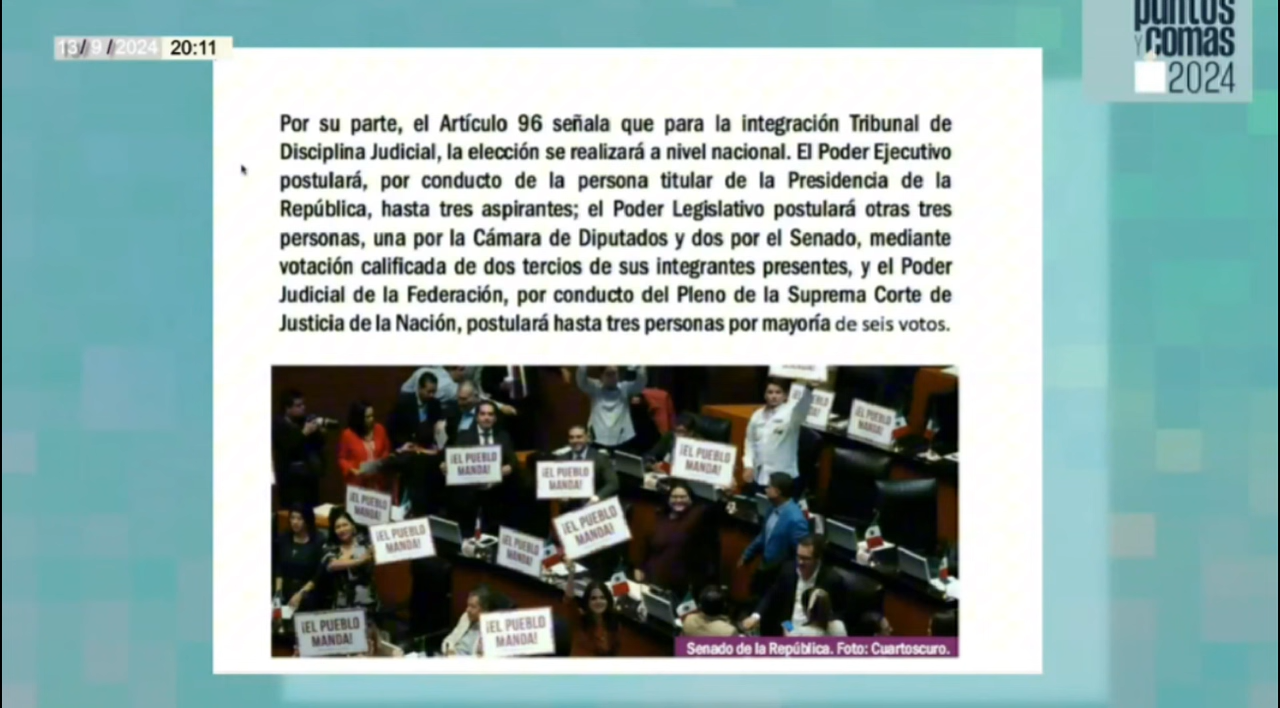 puntos
y comas
2024
13/9/2024 20:11
Por su parte, el Artículo 96 señala que para la integración Tribunal de
Disciplina Judicial, la elección se realizará a nivel nacional. El Poder Ejecutivo
postulará, por conducto de la persona titular de la Presidencia de la
República, hasta tres aspirantes; el Poder Legislativo postulará otras tres
personas, una por la Cámara de Diputados y dos por el Senado, mediante
votación calificada de dos tercios de sus integrantes presentes, y el Poder
Judicial de la Federación, por conducto del Pleno de la Suprema Corte de
Justicia de la Nación, postulará hasta tres personas por mayoría de seis votos.
PUEBLO
¡EL PUEBLO
MANDA!
¡EL PUEBLO
MANDA!
¡EL PUEBLO
MANDA!
¡EL PUEBLO
MANDA!
¡EL PUEBLO
MANDA!
¡EL PUEBLO
MANDA!
¡EL PUEBLO
MANDA!
¡EL PUEBLO
MANDA!
¡EL PUEBLO
MANDA!
¡EL PUEBLO
MANDA!
Senado de la República. Foto: Cuartoscuro.